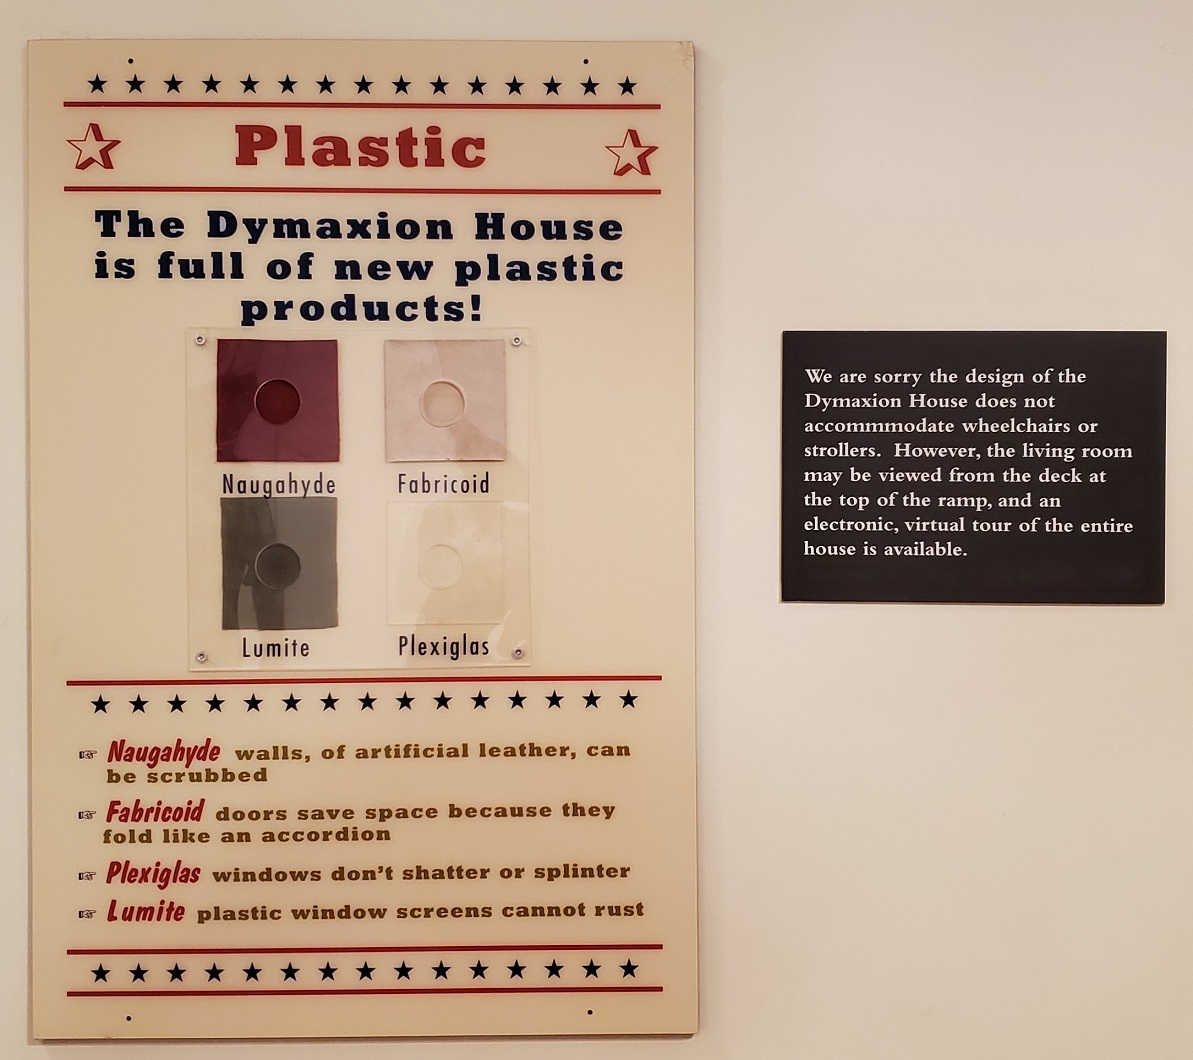 Plastic
The Dymaxion House
is full of new plastic
products!
Naugahyde
Fabricoid
Lumite
Plexiglas
☞ Naugahyde walls, of artificial leather, can
be scrubbed
☞ Fabricoid doors save space because they
fold like an accordion
☞ Plexiglas windows don't shatter or splinter
☞ Lumite plastic window screens cannot rust
We are sorry the design of the
Dymaxion House does not
accommmodate wheelchairs or
strollers. However, the living room
may be viewed from the deck at
the top of the ramp, and an
electronic, virtual tour of the entire
house is available.